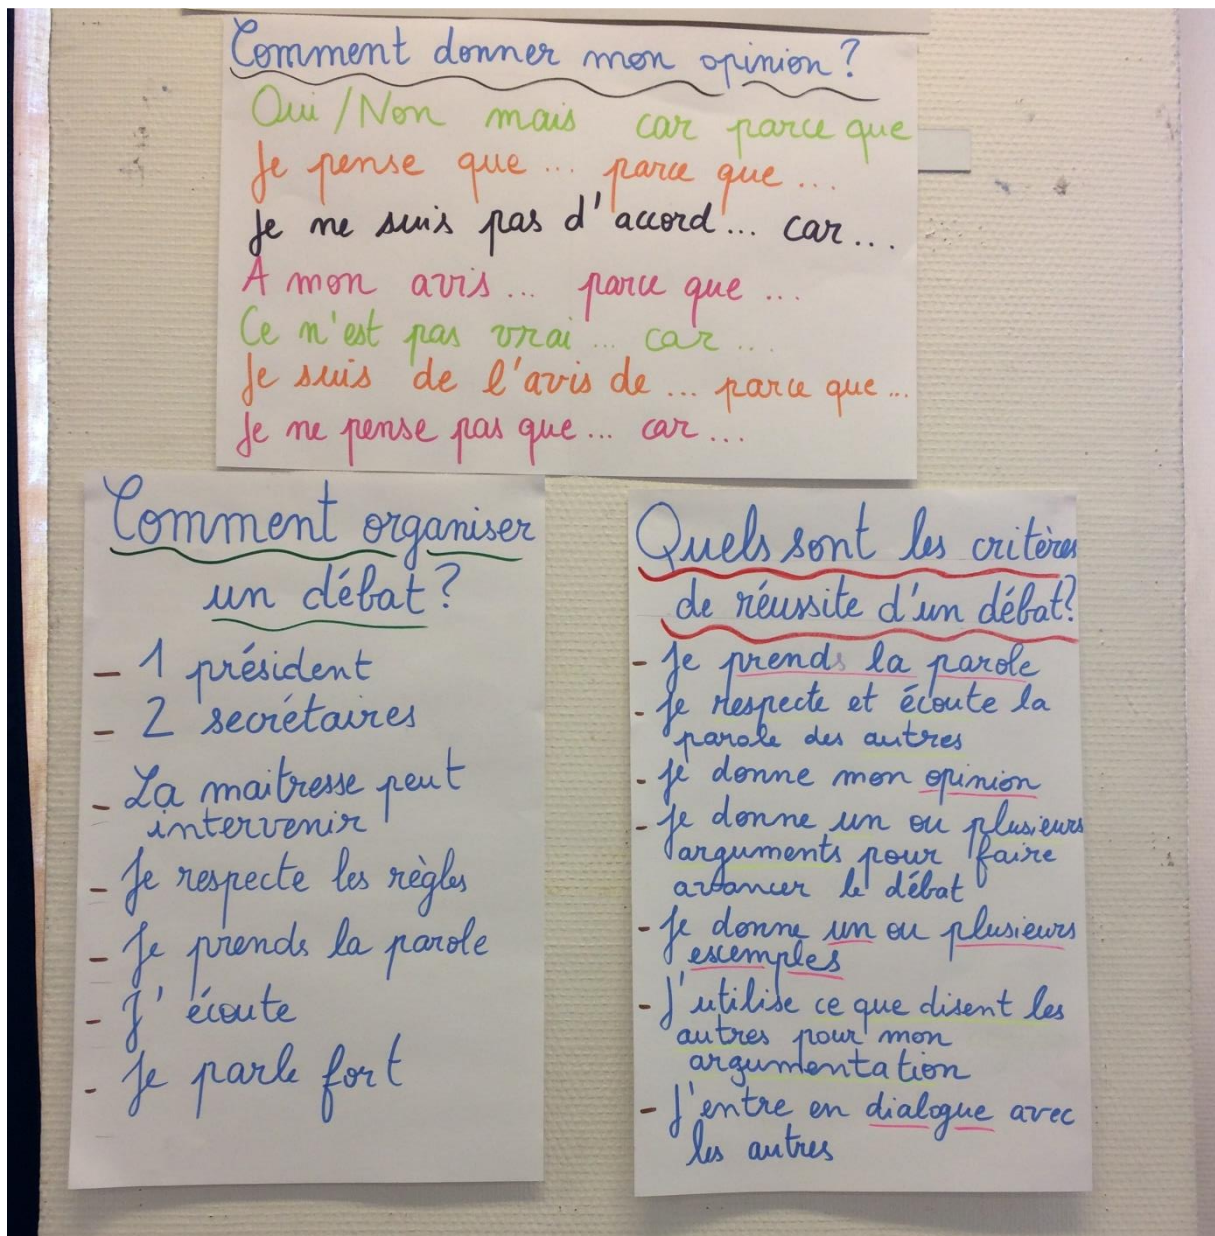 Comment donner mon opinion ?
Oui / Non mais car parce que
Je pense que ... parce que ...
Je ne suis pas d'accord ... car ...
A mon avis ... parce que ...
Ce n'est pas vrai ... car ...
Je suis de l'avis de ... parce que ...
Je ne pense pas que ... car ...
Comment organiser
un débat ?
- 1 président
- 2 secrétaires
- La maitresse peut
intervenir
- Je respecte les règles
- Je prends la parole
- J'écoute
- Je parle fort
Quels sont les critères
de réussite d'un débat ?
- Je prends la parole
- Je respecte et écoute la
parole des autres
- Je donne mon opinion
- Je donne un ou plusieurs
arguments pour faire
avancer le débat
- Je donne un ou plusieurs
exemples
- J'utilise ce que disent les
autres pour mon
argumentation
- J'entre en dialogue avec
les autres